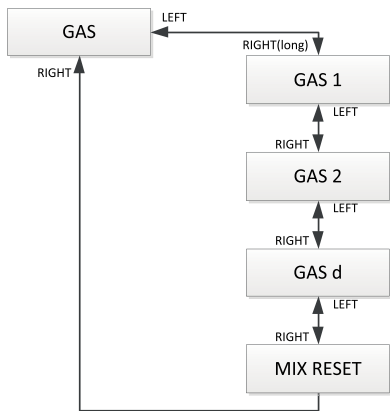 GAS
LEFT
RIGHT(long)
RIGHT
GAS 1
LEFT
RIGHT
GAS 2
LEFT
RIGHT
GAS d
LEFT
RIGHT
MIX RESET